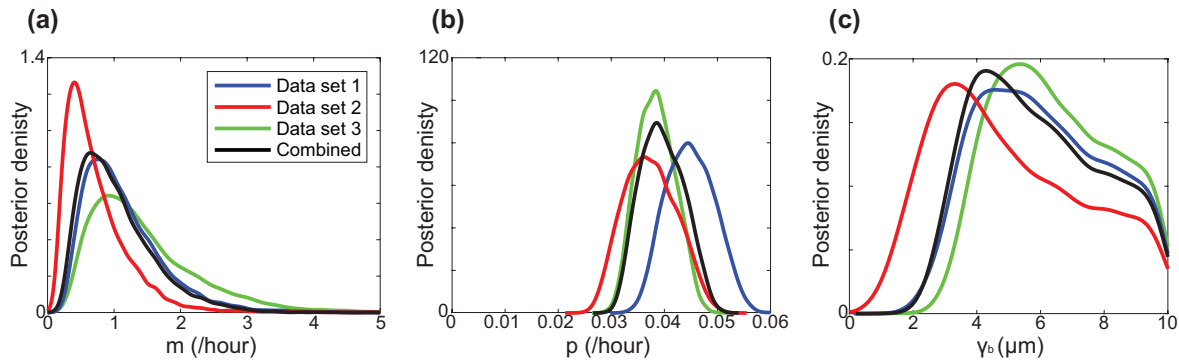 (a)
1.4
0
Posterior denisty
Data set 1
Data set 2
Data set 3
Combined
0 1 2 3 4 5
m (/hour)
(b)
120
0
Posterior denisty
0 0.01 0.02 0.03 0.04 0.05 0.06
p (/hour)
(c)
0.2
0
Posterior denisty
0 2 4 6 8 10
γb (μm)